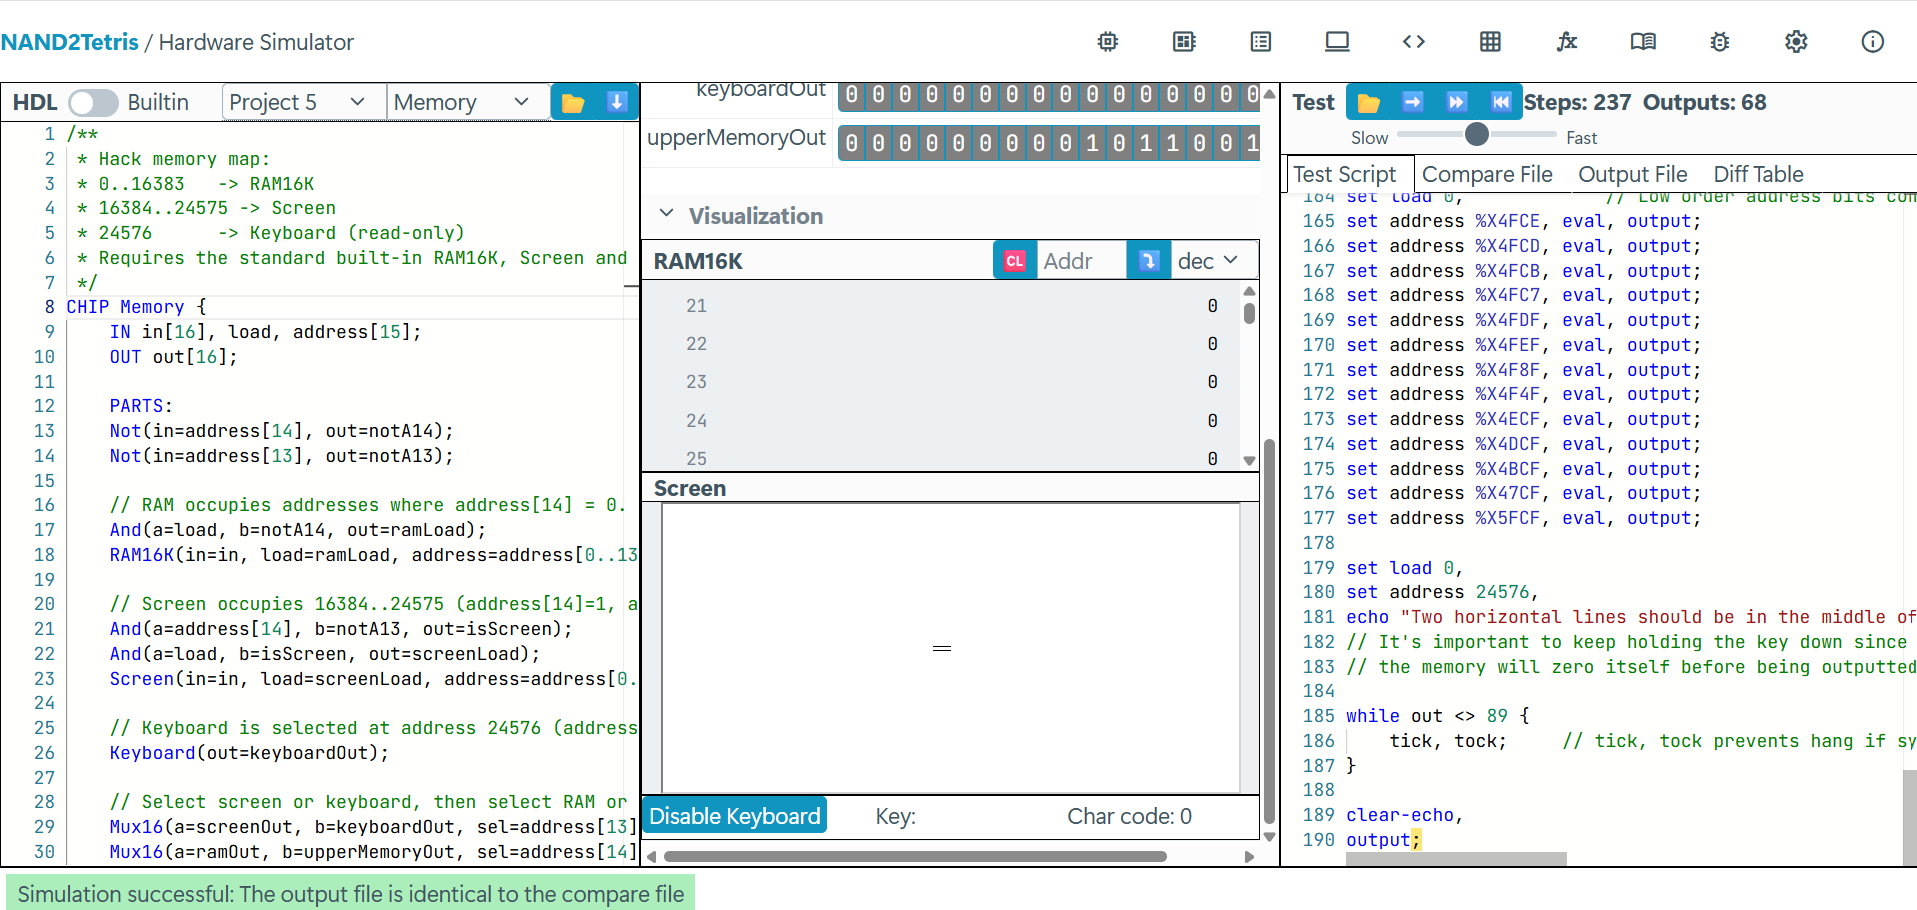 NAND2Tetris / Hardware Simulator
HDL Builtin Project 5 Memory
1 /**
2 * Hack memory map:
3 * 0..16383 -> RAM16K
4 * 16384..24575 -> Screen
5 * 24576 -> Keyboard (read-only)
6 * Requires the standard built-in RAM16K, Screen and
7 */
8 CHIP Memory {
9 IN in[16], load, address[15];
10 OUT out[16];
11
12 PARTS:
13 Not(in=address[14], out=notA14);
14 Not(in=address[13], out=notA13);
15
16 // RAM occupies addresses where address[14] = 0.
17 And(a=load, b=notA14, out=ramLoad);
18 RAM16K(in=in, load=ramLoad, address=address[0..13
19
20 // Screen occupies 16384..24575 (address[14]=1, a
21 And(a=address[14], b=notA13, out=isScreen);
22 And(a=load, b=isScreen, out=screenLoad);
23 Screen(in=in, load=screenLoad, address=address[0.
24
25 // Keyboard is selected at address 24576 (address
26 Keyboard(out=keyboardOut);
27
28 // Select screen or keyboard, then select RAM or
29 Mux16(a=screenOut, b=keyboardOut, sel=address[13]
30 Mux16(a=ramOut, b=upperMemoryOut, sel=address[14]
keyboardOut 0 0 0 0 0 0 0 0 0 0 0 0 0 0 0 0
upperMemoryOut 0 0 0 0 0 0 0 0 0 1 0 1 1 0 0 1
Visualization
RAM16K CL Addr dec
21 0
22 0
23 0
24 0
25 0
Screen
Disable Keyboard Key: Char code: 0
Test Steps: 237 Outputs: 68
Slow Fast
Test Script Compare File Output File Diff Table
164 set load 0, // Low order address bits com
165 set address %X4FCE, eval, output;
166 set address %X4FCD, eval, output;
167 set address %X4FCB, eval, output;
168 set address %X4FC7, eval, output;
169 set address %X4FDF, eval, output;
170 set address %X4FEF, eval, output;
171 set address %X4F8F, eval, output;
172 set address %X4F4F, eval, output;
173 set address %X4ECF, eval, output;
174 set address %X4DCF, eval, output;
175 set address %X4BCF, eval, output;
176 set address %X47CF, eval, output;
177 set address %X5FCF, eval, output;
178
179 set load 0,
180 set address 24576,
181 echo "Two horizontal lines should be in the middle of
182 // It's important to keep holding the key down since
183 // the memory will zero itself before being outputted
184
185 while out <> 89 {
186 tick, tock; // tick, tock prevents hang if sy
187 }
188
189 clear-echo,
190 output;
Simulation successful: The output file is identical to the compare file